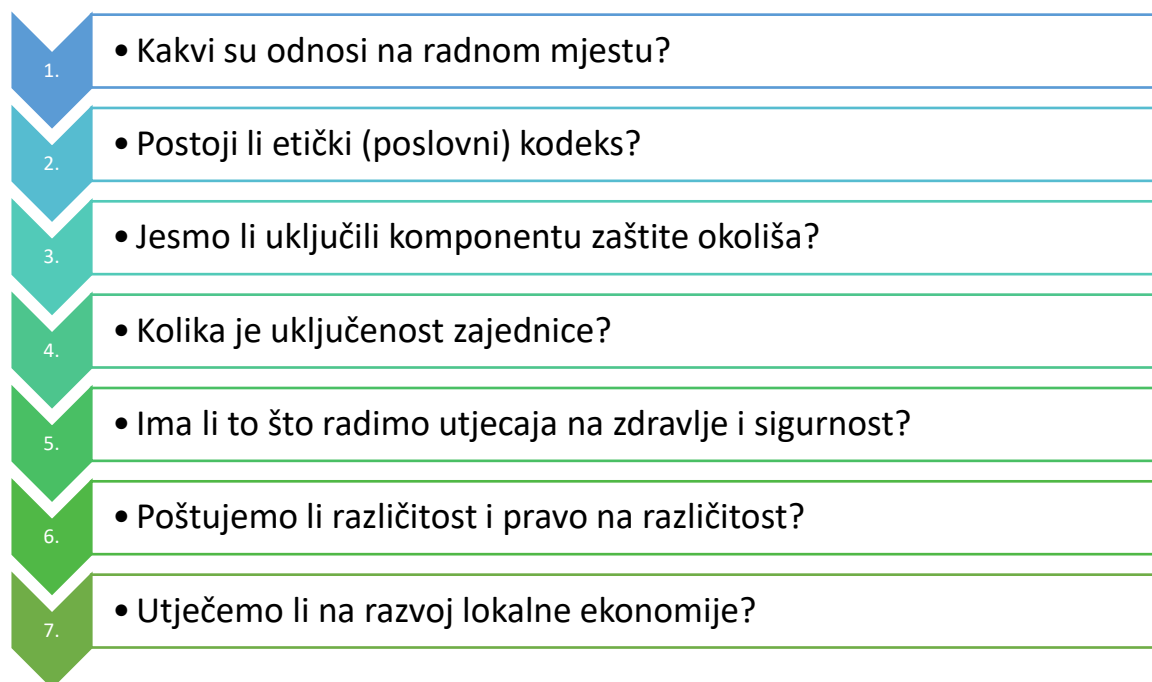 1.
• Kakvi su odnosi na radnom mjestu?
2.
• Postoji li etički (poslovni) kodeks?
3.
• Jesmo li uključili komponentu zaštite okoliša?
4.
• Kolika je uključenost zajednice?
5.
• Ima li to što radimo utjecaja na zdravlje i sigurnost?
6.
• Poštujemo li različitost i pravo na različitost?
7.
• Utječemo li na razvoj lokalne ekonomije?